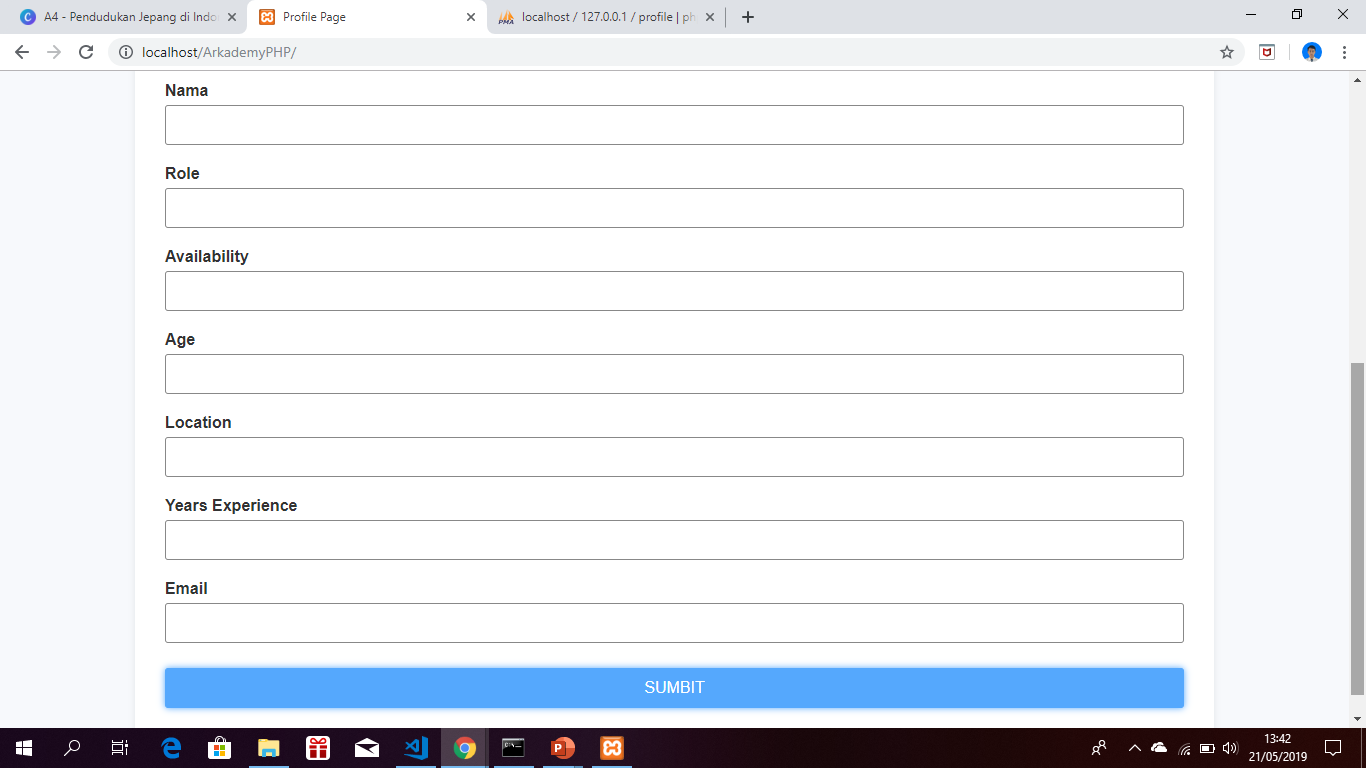 A4 - Pendudukan Jepang di Indo
Profile Page
localhost / 127.0.0.1 / profile | ph
localhost/ArkademyPHP/
Nama
Role
Availability
Age
Location
Years Experience
Email
SUMBIT
13:42
21/05/2019